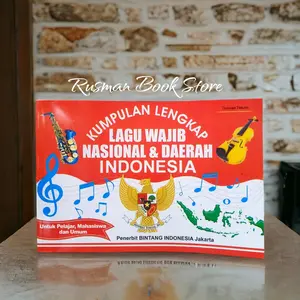 Rusman Book Store
KUMPULAN LENGKAP
LAGU WAJIB
NASIONAL & DAERAH
INDONESIA
Untuk Pelajar, Mahasiswa
dan Umum
Penerbit BINTANG INDONESIA Jakarta